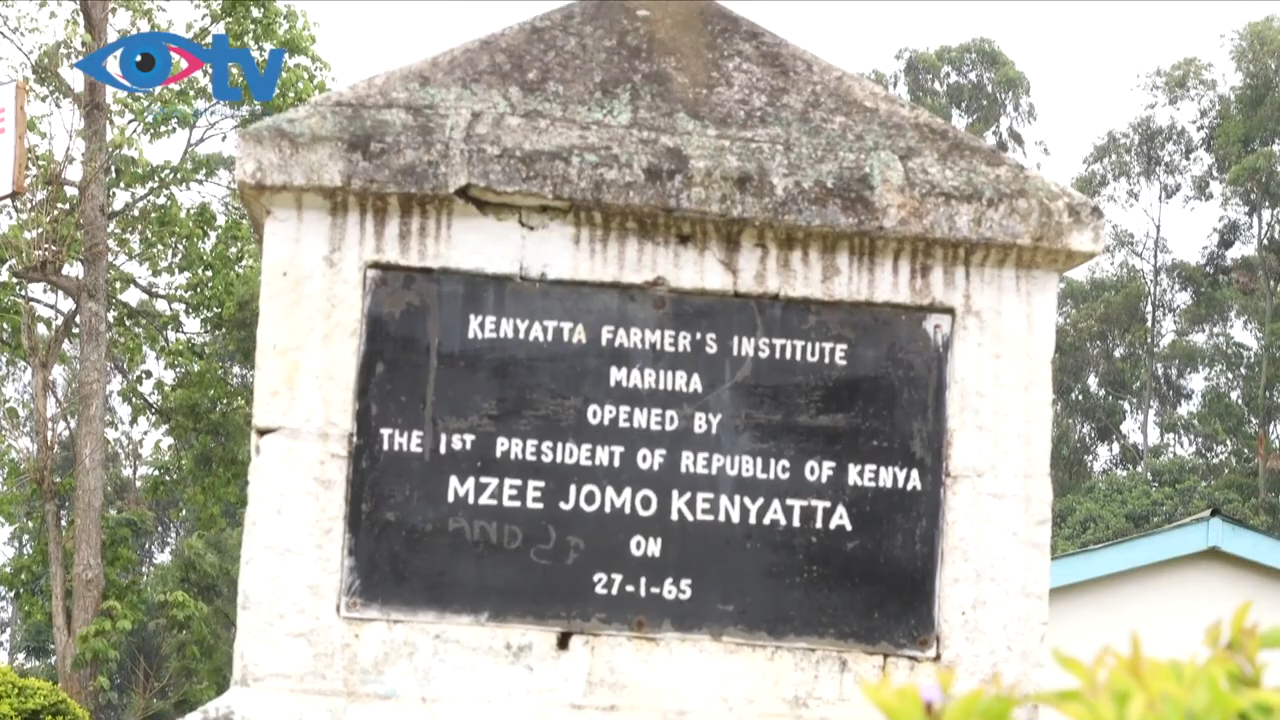 tv
KENYATTA FARMER'S INSTITUTE
MARIIRA
OPENED BY
THE 1ST PRESIDENT OF REPUBLIC OF KENYA
MZEE JOMO KENYATTA
AND
ON
27-1-65